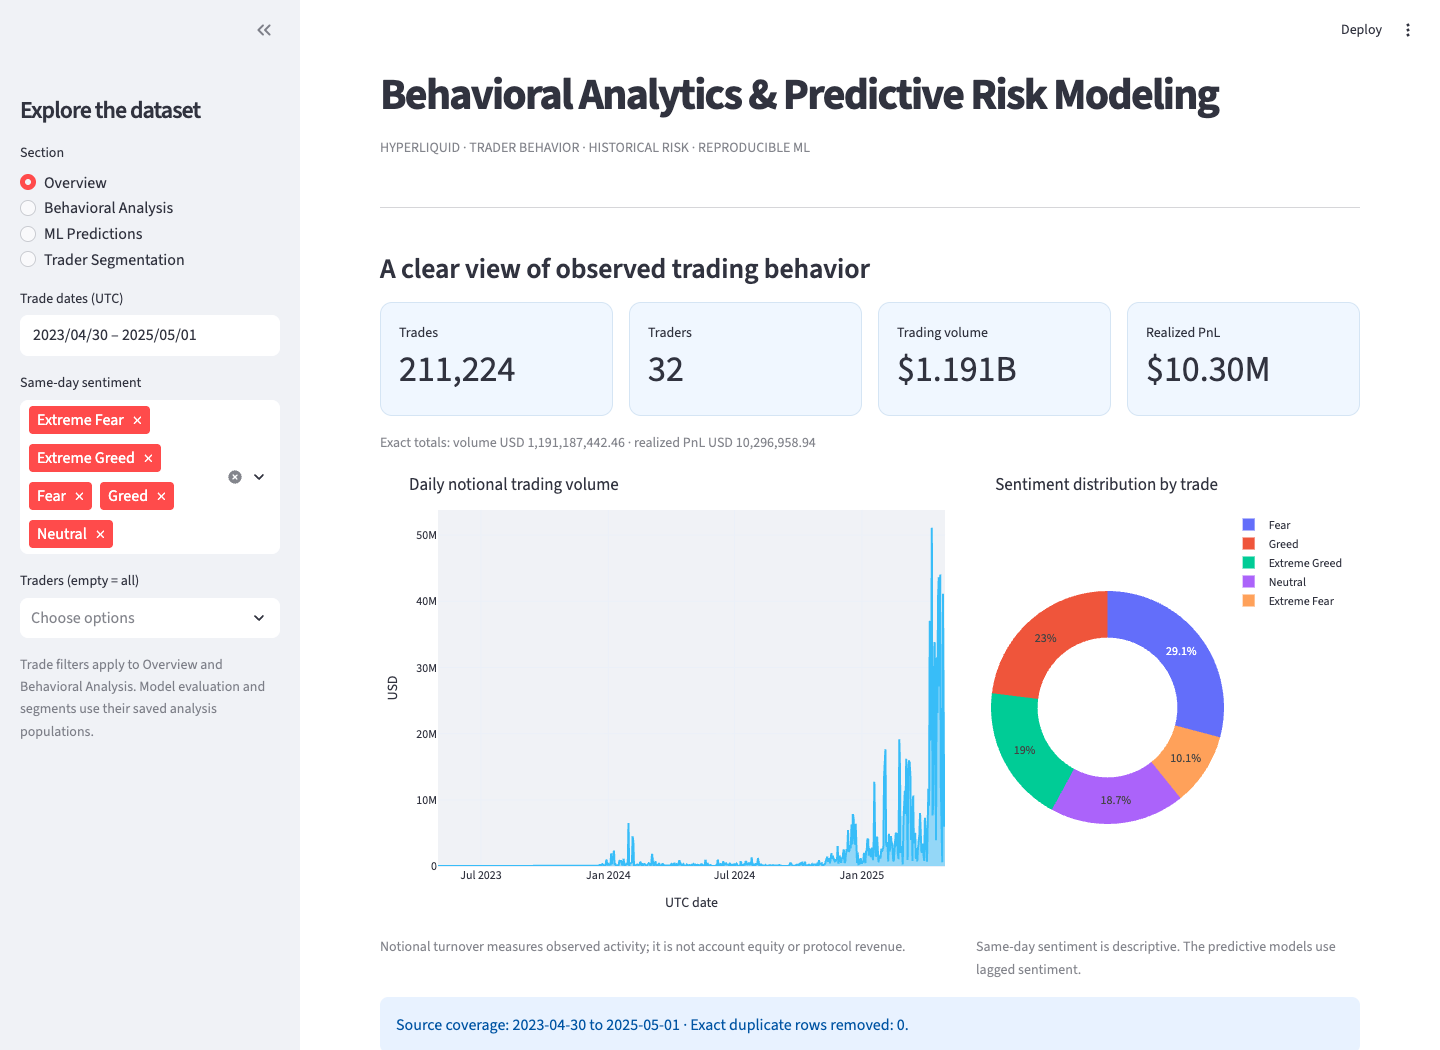 Deploy
Explore the dataset
Section
Overview
Behavioral Analysis
ML Predictions
Trader Segmentation
Trade dates (UTC)
2023/04/30 – 2025/05/01
Same-day sentiment
Extreme Fear ×
Extreme Greed ×
Fear × Greed ×
Neutral ×
Traders (empty = all)
Choose options
Trade filters apply to Overview and
Behavioral Analysis. Model evaluation and
segments use their saved analysis
populations.
Behavioral Analytics & Predictive Risk Modeling
HYPERLIQUID · TRADER BEHAVIOR · HISTORICAL RISK · REPRODUCIBLE ML
A clear view of observed trading behavior
Trades
211,224
Traders
32
Trading volume
$1.191B
Realized PnL
$10.30M
Exact totals: volume USD 1,191,187,442.46 · realized PnL USD 10,296,958.94
Daily notional trading volume
50M
40M
30M
20M
10M
0
USD
Jul 2023 Jan 2024 Jul 2024 Jan 2025
UTC date
Notional turnover measures observed activity; it is not account equity or protocol revenue.
Sentiment distribution by trade
Fear
Greed
Extreme Greed
Neutral
Extreme Fear
23%
29.1%
19%
10.1%
18.7%
Same-day sentiment is descriptive. The predictive models use
lagged sentiment.
Source coverage: 2023-04-30 to 2025-05-01 · Exact duplicate rows removed: 0.